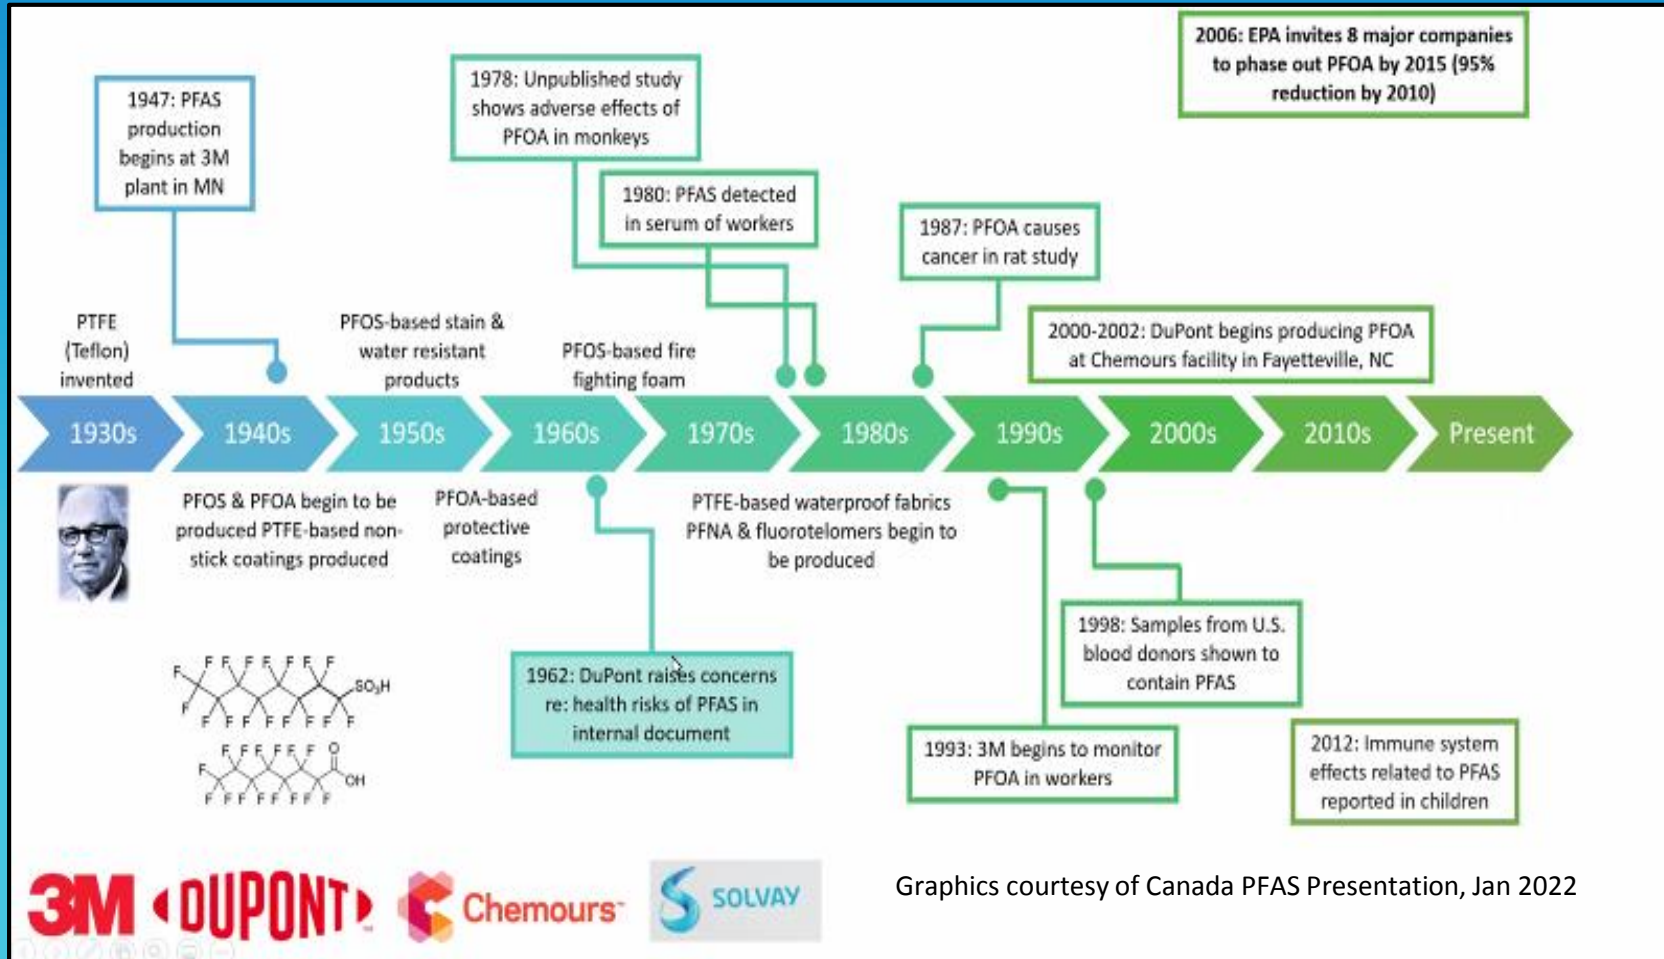 2006: EPA invites 8 major companies
to phase out PFOA by 2015 (95%
reduction by 2010)
1978: Unpublished study
shows adverse effects of
PFOA in monkeys
1947: PFAS
production
begins at 3M
plant in MN
1980: PFAS detected
in serum of workers
1987: PFOA causes
cancer in rat study
PTFE
(Teflon)
invented
PFOS-based stain &
water resistant
products
PFOS-based fire
fighting foam
2000-2002: DuPont begins producing PFOA
at Chemours facility in Fayetteville, NC
1930s
1940s
1950s
1960s
1970s
1980s
1990s
2000s
2010s
Present
PFOS & PFOA begin to be
produced PTFE-based non-
stick coatings produced
PFOA-based
protective
coatings
PTFE-based waterproof fabrics
PFNA & fluorotelomers begin to
be produced
1962: DuPont raises concerns
re: health risks of PFAS in
internal document
1998: Samples from U.S.
blood donors shown to
contain PFAS
1993: 3M begins to monitor
PFOA in workers
2012: Immune system
effects related to PFAS
reported in children
F F F F F F F
F
SO₃H
F
F F F F F F F
F F F F F F O
F
OH
F F F F F F F
3M
DUPONT
Chemours™
SOLVAY
Graphics courtesy of Canada PFAS Presentation, Jan 2022